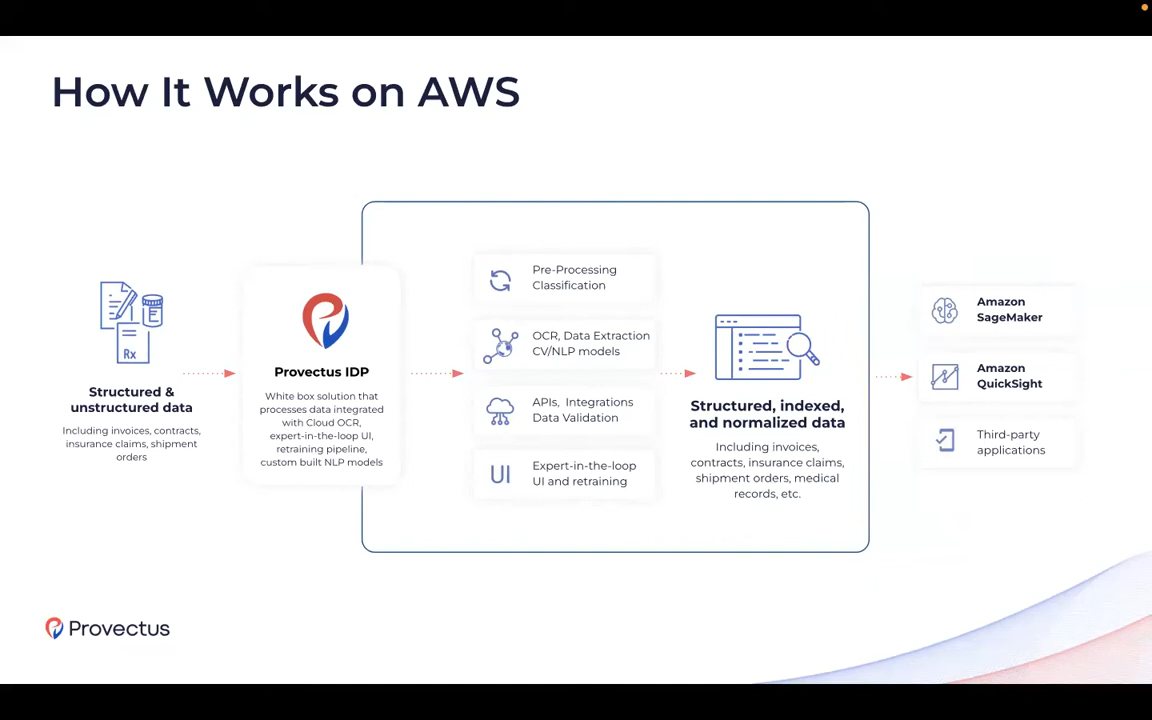 How It Works on AWS
Structured &
unstructured data
Including invoices, contracts,
insurance claims, shipment
orders
Rx
Provectus IDP
White box solution that
processes data integrated
with Cloud OCR,
expert-in-the-loop UI,
retraining pipeline,
custom built NLP models
Pre-Processing
Classification
OCR, Data Extraction
CV/NLP models
APIs, Integrations
Data Validation
UI
Expert-in-the-loop
UI and retraining
Structured, indexed,
and normalized data
Including invoices,
contracts, insurance claims,
shipment orders, medical
records, etc.
Amazon
SageMaker
Amazon
QuickSight
Third-party
applications
Provectus